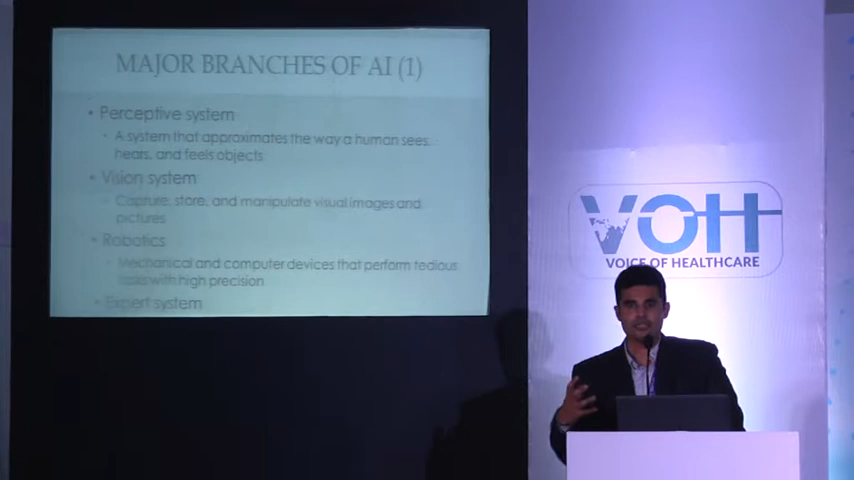 MAJOR BRANCHES OF AI (1)
• Perceptive system
• A system that approximates the way a human sees,
hears, and feels objects
• Vision system
• Capture, store, and manipulate visual images and
pictures
• Robotics
• Mechanical and computer devices that perform tedious
tasks with high precision
• Expert system
VOH
VOICE OF HEALTHCARE